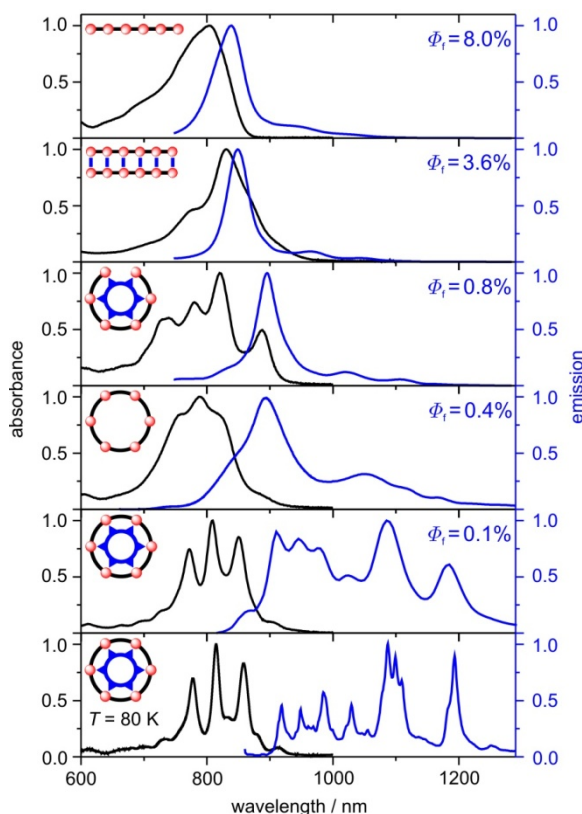 1.0 1.0
Φf = 8.0%
0.5 0.5
1.0 1.0
Φf = 3.6%
0.5 0.5
1.0 1.0
Φf = 0.8%
0.5 0.5
absorbance
emission
1.0 1.0
Φf = 0.4%
0.5 0.5
1.0 1.0
Φf = 0.1%
0.5 0.5
1.0 1.0
0.5 0.5
T = 80 K
0.0 0.0
600 800 1000 1200
wavelength / nm